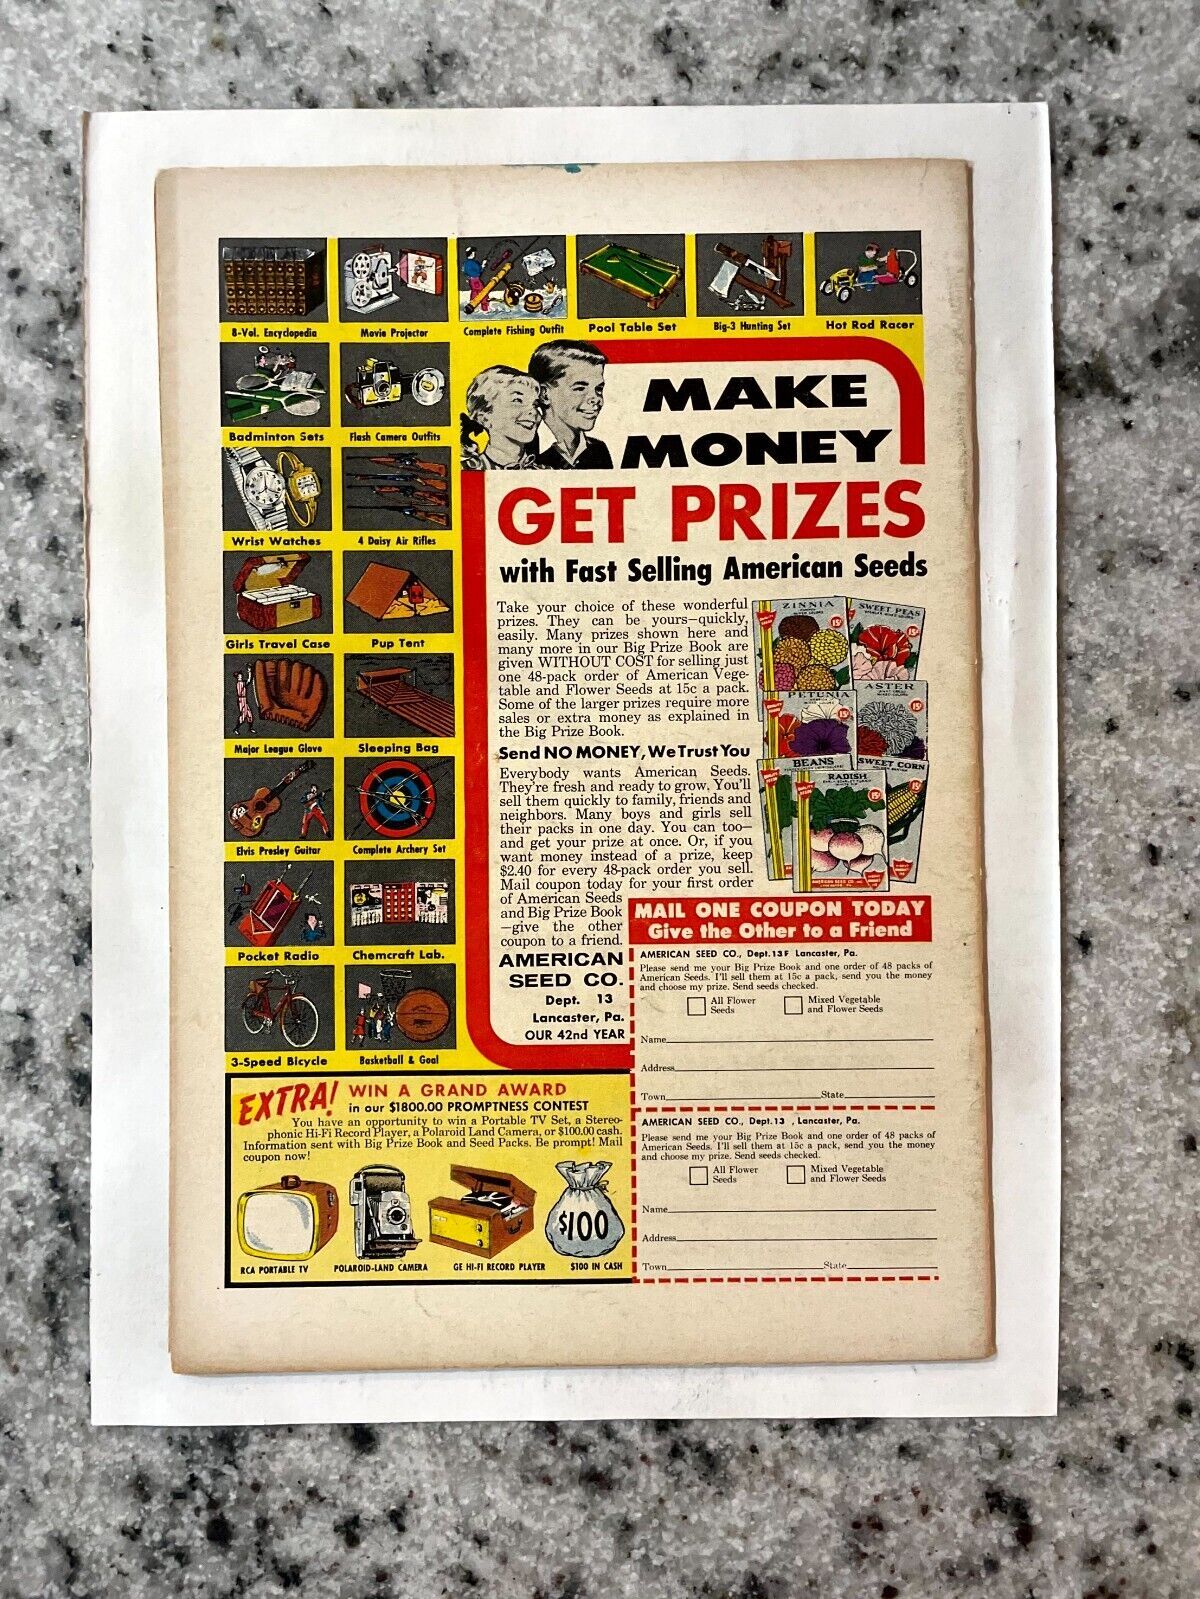 8-Vol. Encyclopedia
Movie Projector
Complete Fishing Outfit
Pool Table Set
Big-3 Hunting Set
Hot Rod Racer
Badminton Sets
Flash Camera Outfits
Wrist Watches
4 Daisy Air Rifles
Girls Travel Case
Pup Tent
Major League Glove
Sleeping Bag
Elvis Presley Guitar
Complete Archery Set
Pocket Radio
Chemcraft Lab.
3-Speed Bicycle
Basketball & Goal
MAKE
MONEY
GET PRIZES
with Fast Selling American Seeds
Take your choice of these wonderful
prizes. They can be yours—quickly,
easily. Many prizes shown here and
many more in our Big Prize Book are
given WITHOUT COST for selling just
one 48-pack order of American Vege-
table and Flower Seeds at 15c a pack.
Some of the larger prizes require more
sales or extra money as explained in
the Big Prize Book.
Send NO MONEY, We Trust You
Everybody wants American Seeds.
They're fresh and ready to grow. You'll
sell them quickly to family, friends and
neighbors. Many boys and girls sell
their packs in one day. You can too—
and get your prize at once. Or, if you
want money instead of a prize, keep
$2.40 for every 48-pack order you sell.
Mail coupon today for your first order
of American Seeds
and Big Prize Book
—give the other
coupon to a friend.
AMERICAN
SEED CO.
Dept. 13
Lancaster, Pa.
OUR 42nd YEAR
ZINNIA
15¢
SWEET PEAS
15¢
PETUNIA
15¢
ASTER
15¢
BEANS
SWEET CORN
15¢
RADISH
15¢
AMERICAN SEED CO. INC.
MAIL ONE COUPON TODAY
Give the Other to a Friend
AMERICAN SEED CO., Dept. 13F Lancaster, Pa.
Please send me your Big Prize Book and one order of 48 packs of
American Seeds. I'll sell them at 15c a pack, send you the money
and choose my prize. Send seeds checked.
All Flower
Seeds
Mixed Vegetable
and Flower Seeds
Name
Address
Town State
AMERICAN SEED CO., Dept. 13 , Lancaster, Pa.
Please send me your Big Prize Book and one order of 48 packs of
American Seeds. I'll sell them at 15c a pack, send you the money
and choose my prize. Send seeds checked.
All Flower
Seeds
Mixed Vegetable
and Flower Seeds
Name
Address
Town State
EXTRA! WIN A GRAND AWARD
in our $1800.00 PROMPTNESS CONTEST
You have an opportunity to win a Portable TV Set, a Stereo-
phonic Hi-Fi Record Player, a Polaroid Land Camera, or $100.00 cash.
Information sent with Big Prize Book and Seed Packs. Be prompt! Mail
coupon now!
$100
RCA PORTABLE TV
POLAROID-LAND CAMERA
GE HI-FI RECORD PLAYER
$100 IN CASH